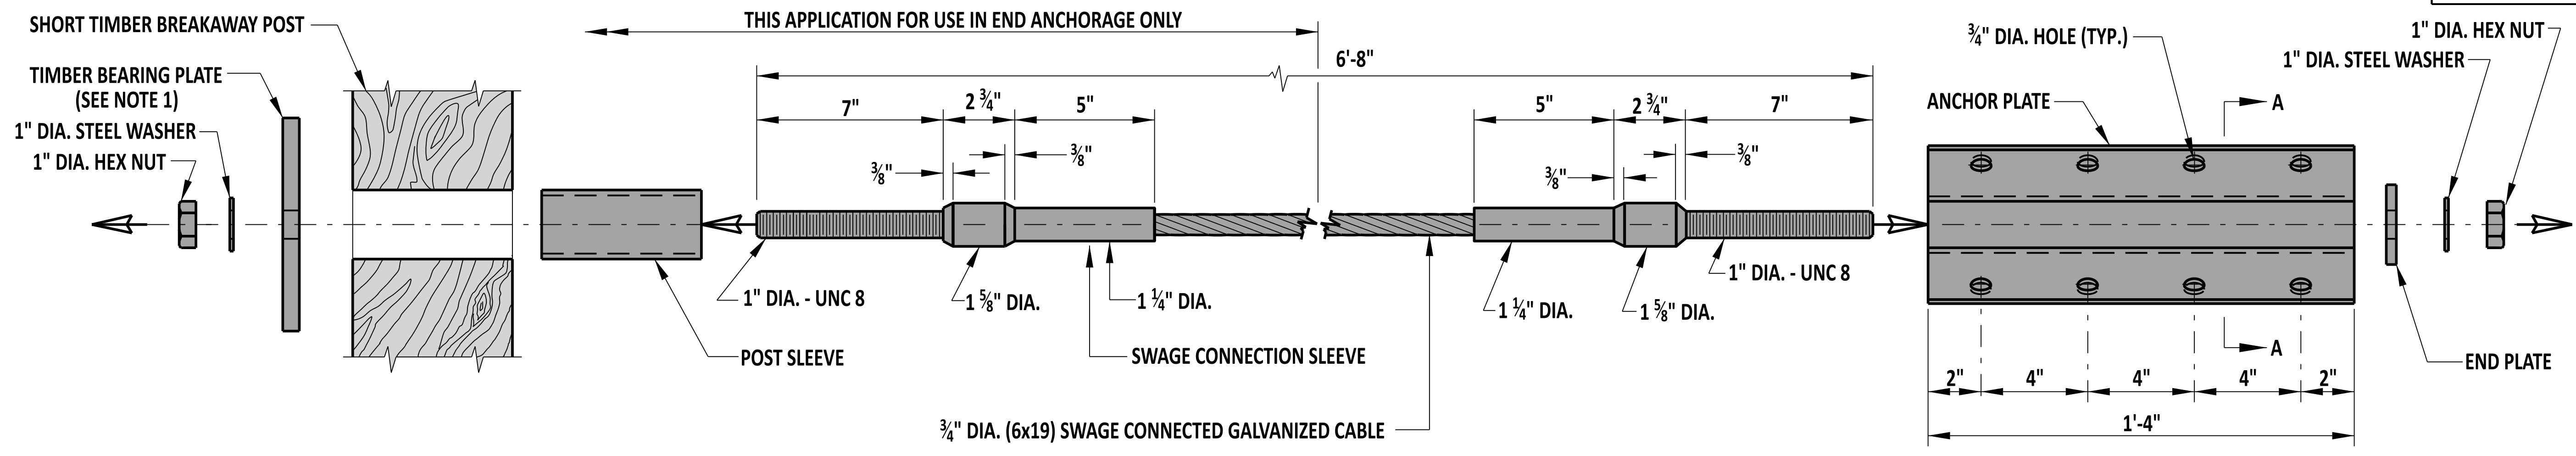 THIS APPLICATION FOR USE IN END ANCHORAGE ONLY
SHORT TIMBER BREAKAWAY POST
TIMBER BEARING PLATE
(SEE NOTE 1)
1" DIA. STEEL WASHER
1" DIA. HEX NUT
6'-8"
7"
2 3/4"
5"
3/8"
3/8"
5"
2 3/4"
7"
3/8"
3/8"
1" DIA. - UNC 8
1 5/8" DIA.
1 1/4" DIA.
POST SLEEVE
SWAGE CONNECTION SLEEVE
3/4" DIA. (6x19) SWAGE CONNECTED GALVANIZED CABLE
1 1/4" DIA.
1 5/8" DIA.
1" DIA. - UNC 8
3/4" DIA. HOLE (TYP.)
1" DIA. HEX NUT
1" DIA. STEEL WASHER
ANCHOR PLATE
A
A
END PLATE
2"
4"
4"
4"
2"
1'-4"